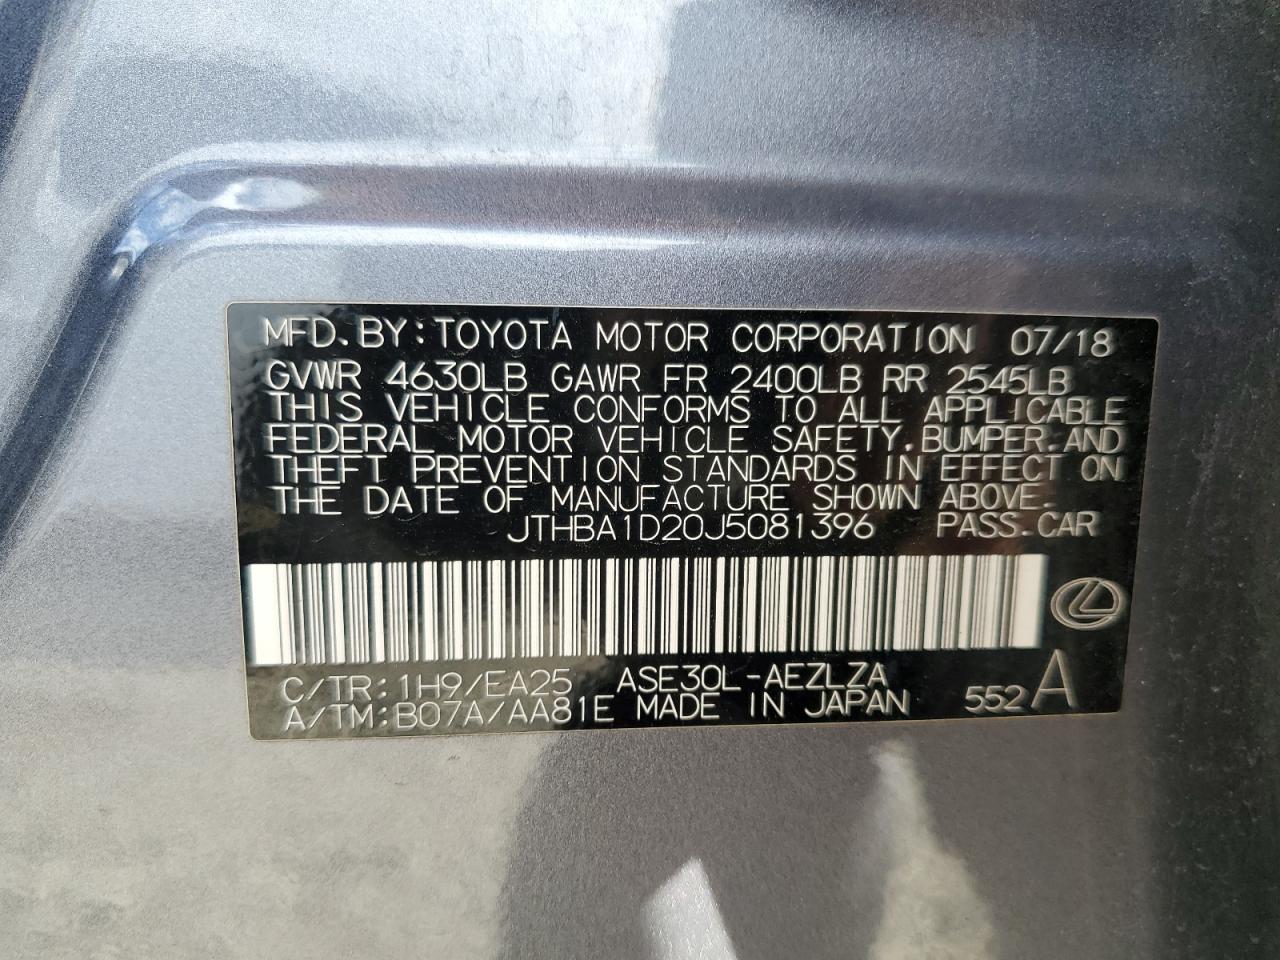 MFD. BY: TOYOTA MOTOR CORPORATION 07/18
GVWR 4630LB GAWR FR 2400LB RR 2545LB
THIS VEHICLE CONFORMS TO ALL APPLICABLE
FEDERAL MOTOR VEHICLE SAFETY, BUMPER, AND
THEFT PREVENTION STANDARDS IN EFFECT ON
THE DATE OF MANUFACTURE SHOWN ABOVE.
JTHBA1D20J5081396 PASS. CAR
C/TR: 1H9/EA25 ASE30L-AEZLZA
A/TM: B07A/AA81E MADE IN JAPAN 552 A